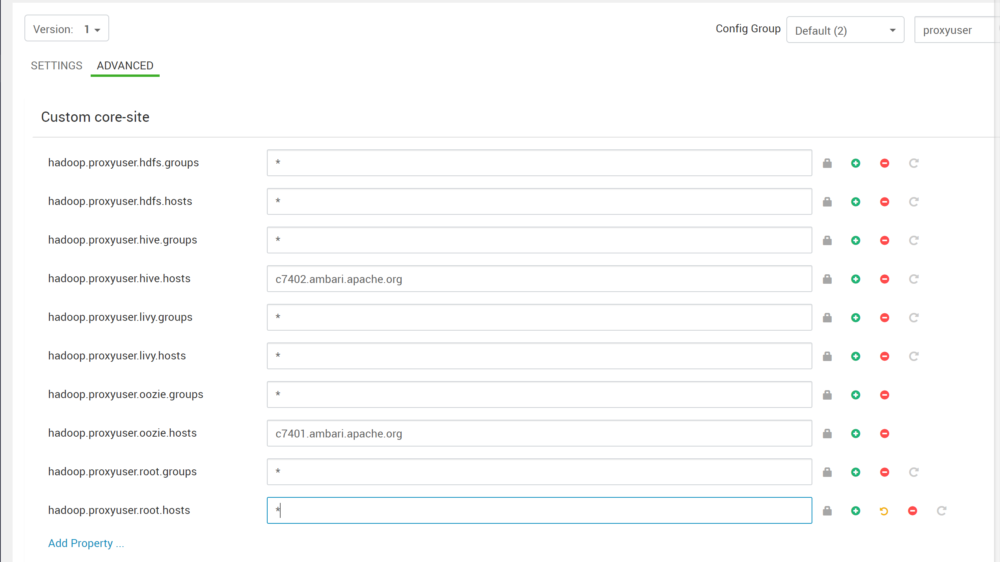 Version: 1
Config Group Default (2) proxyuser
SETTINGS ADVANCED
Custom core-site
hadoop.proxyuser.hdfs.groups *
hadoop.proxyuser.hdfs.hosts *
hadoop.proxyuser.hive.groups *
hadoop.proxyuser.hive.hosts c7402.ambari.apache.org
hadoop.proxyuser.livy.groups *
hadoop.proxyuser.livy.hosts *
hadoop.proxyuser.oozie.groups *
hadoop.proxyuser.oozie.hosts c7401.ambari.apache.org
hadoop.proxyuser.root.groups *
hadoop.proxyuser.root.hosts *
Add Property ...